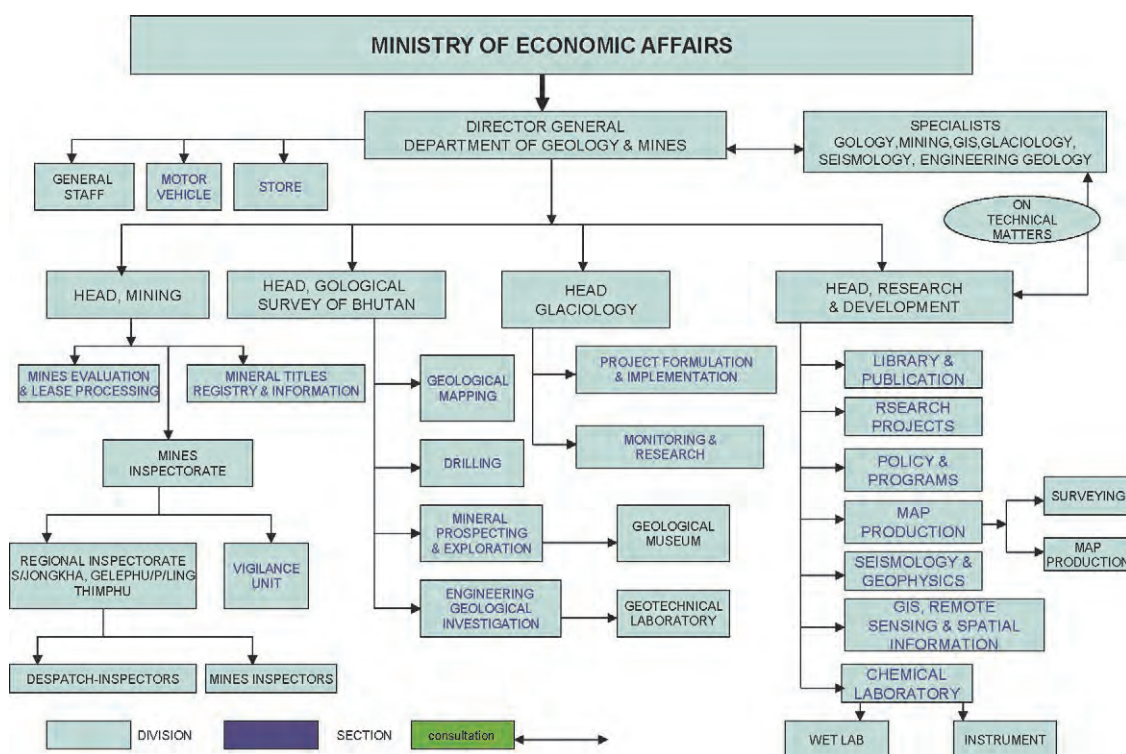 MINISTRY OF ECONOMIC AFFAIRS
DIRECTOR GENERAL
DEPARTMENT OF GEOLOGY & MINES
SPECIALISTS
GOLOGY,MINING,GIS,GLACIOLOGY,
SEISMOLOGY, ENGINEERING GEOLOGY
GENERAL
STAFF
MOTOR
VEHICLE
STORE
ON
TECHNICAL
MATTERS
HEAD, MINING
HEAD, GOLOGICAL
SURVEY OF BHUTAN
HEAD
GLACIOLOGY
HEAD, RESEARCH
& DEVELOPMENT
MINES EVALUATION
& LEASE PROCESSING
MINERAL TITLES
REGISTRY & INFORMATION
MINES
INSPECTORATE
REGIONAL INSPECTORATE
S/JONGKHA, GELEPHU/P/LING
THIMPHU
VIGILANCE
UNIT
DESPATCH-INSPECTORS
MINES INSPECTORS
GEOLOGICAL
MAPPING
DRILLING
MINERAL
PROSPECTING
& EXPLORATION
GEOLOGICAL
MUSEUM
ENGINEERING
GEOLOGICAL
INVESTIGATION
GEOTECHNICAL
LABORATORY
PROJECT FORMULATION
& IMPLEMENTATION
MONITORING &
RESEARCH
LIBRARY &
PUBLICATION
RSEARCH
PROJECTS
POLICY &
PROGRAMS
MAP
PRODUCTION
SURVEYING
MAP
PRODUCTION
SEISMOLOGY &
GEOPHYSICS
GIS, REMOTE
SENSING & SPATIAL
INFORMATION
CHEMICAL
LABORATORY
WET LAB
INSTRUMENT
DIVISION
SECTION
consultation